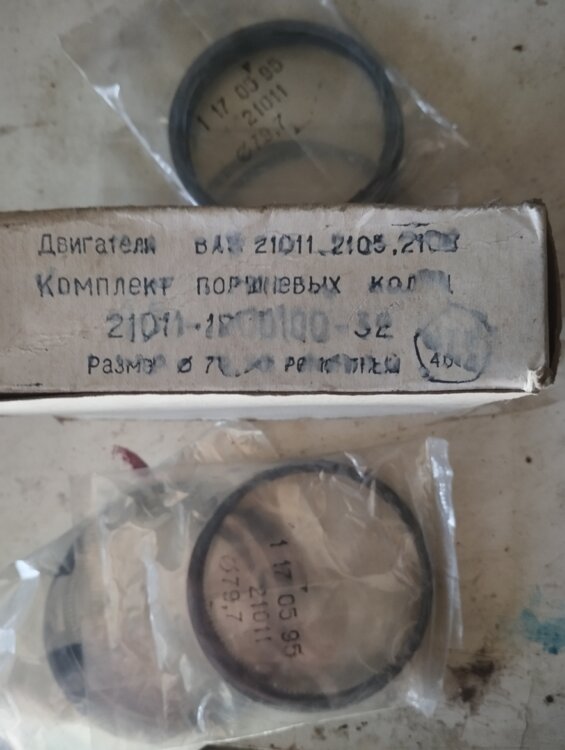 1 17 05 95
21011
Ø79,7
Двигатели ВАЗ 21011, 2105,
Комплект поршневых колец
21011-1000100-32
Размер Ø
1 17 05 95
21011
Ø79,7